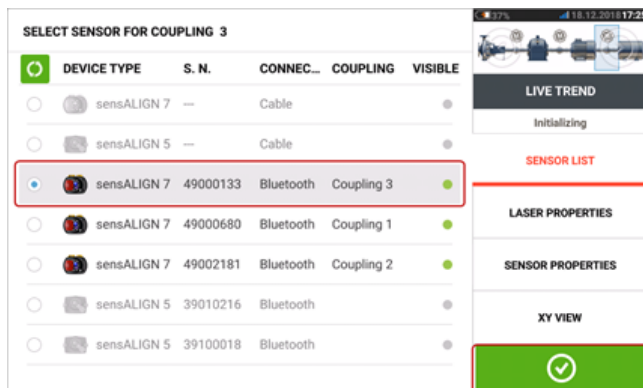 SELECT SENSOR FOR COUPLING 3
DEVICE TYPE S. N. CONNEC... COUPLING VISIBLE
sensALIGN 7 — Cable
sensALIGN 5 — Cable
sensALIGN 7 49000133 Bluetooth Coupling 3
sensALIGN 7 49000680 Bluetooth Coupling 1
sensALIGN 7 49002181 Bluetooth Coupling 2
sensALIGN 5 39010216 Bluetooth
sensALIGN 5 39100018 Bluetooth
37% 18.12.2018 17:25
LIVE TREND
Initializing
SENSOR LIST
LASER PROPERTIES
SENSOR PROPERTIES
XY VIEW